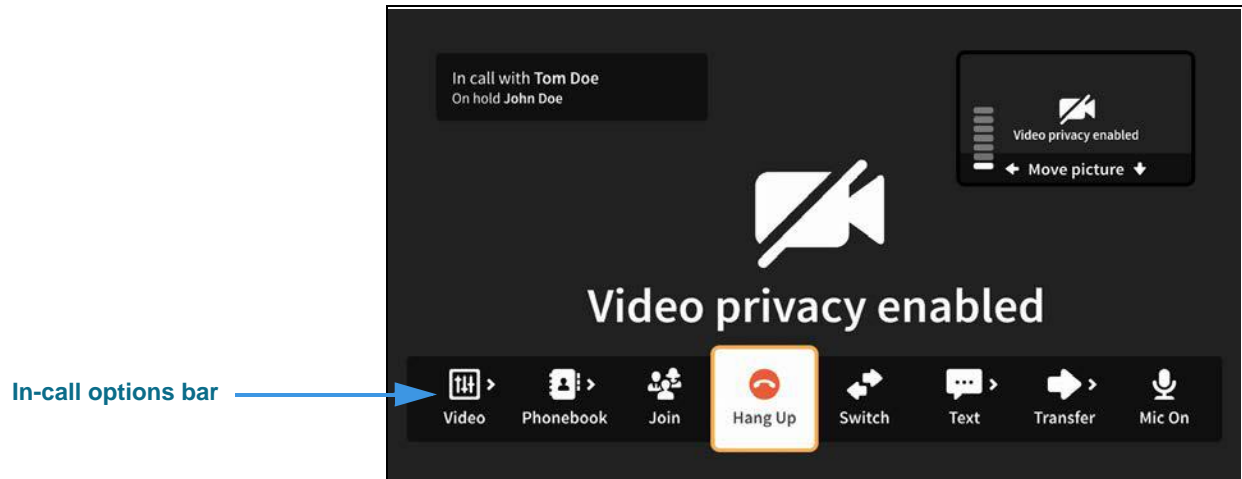 In call with Tom Doe
On hold John Doe
Video privacy enabled
Move picture
Video privacy enabled
In-call options bar
Video
Phonebook
Join
Hang Up
Switch
Text
Transfer
Mic On